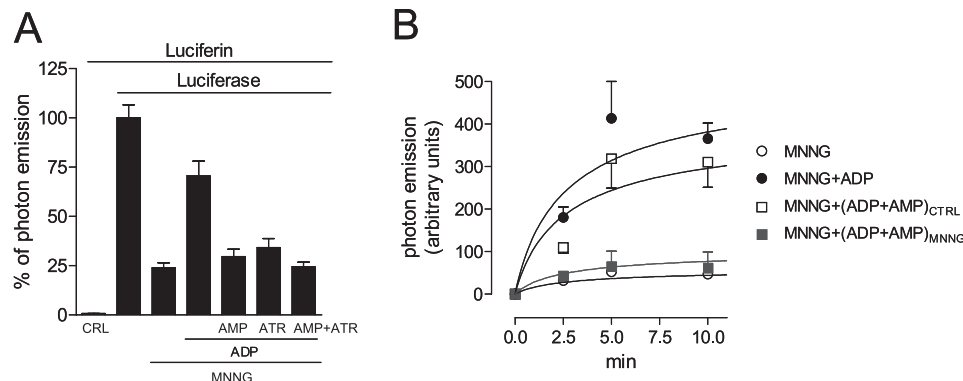 A
Luciferin
Luciferase
% of photon emission
125
100
75
50
25
0
CRL
AMP ATR AMP+ATR
ADP
MNNG
B
photon emission
(arbitrary units)
500
400
300
200
100
0
0.0 2.5 5.0 7.5 10.0
min
MNNG
MNNG+ADP
MNNG+(ADP+AMP)CTRL
MNNG+(ADP+AMP)MNNG